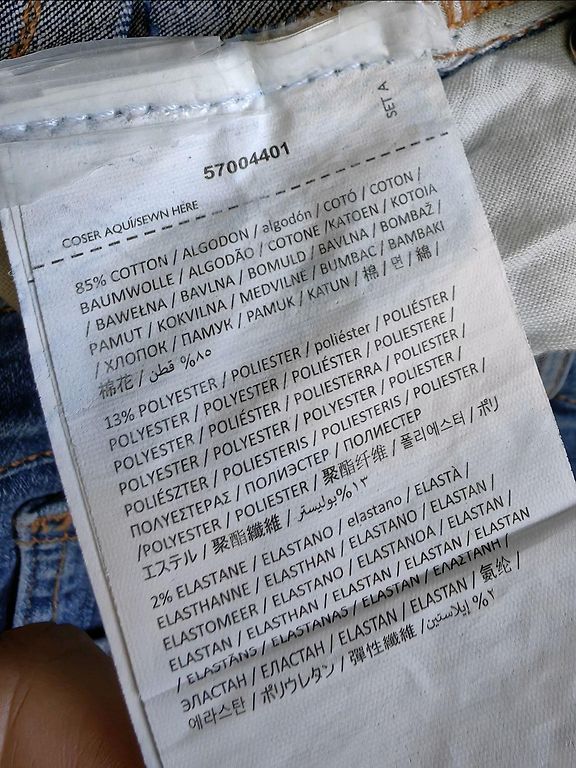 SET A
57004401
COSER AQUÍ/SEWN HERE
85% COTTON / ALGODON / algodón / COTÓ / COTON /
BAUMWOLLE / ALGODÃO / COTONE /KATOEN / KOTOIA
/ BAWEŁNA / BAVLNA / BOMULD / BAVLNA / BOMBAŽ /
PAMUT / KOKVILNA / MEDVILNĖ / BUMBAC / BAMBAKI
/ ХЛОПОК / ПАМУК / PAMUK / KATUN / 棉 / 면 / 綿 /
棉花 / قطن %٨٥
13% POLYESTER / POLIESTER / poliéster / POLIÈSTER /
POLYESTER / POLYESTER / POLIÉSTER / POLIESTERE /
POLYESTER / POLIÉSTER / POLIESTERRA / POLIESTER /
POLYESTER / POLYESTER / POLYESTER / POLIESTER /
POLIÉSZTER / POLIESTERIS / POLIESTERIS / POLIESTER /
ΠΟΛΥΕΣΤΕΡΑΣ / ПОЛИЭСТЕР / ПОЛИЕСТЕР
/POLYESTER / POLIESTER / 聚酯纤维 / 폴리에스터 / ポリ
エステル / 聚酯纖維 / بوليستر%١٣
2% ELASTANE / ELASTANO / elastano / ELASTÀ /
ELASTHANNE / ELASTHAN / ELASTANO / ELASTAN /
ELASTOMEER / ELASTANO / ELASTANOA / ELASTAN /
ELASTAN / ELASTHAN / ELASTAN / ELASTAN / ELASTAN
/ ELASTĀNS / ELASTANAS / ELASTAN / ΕΛΑΣΤΑΝΗ /
ЭЛАСТАН / ЕЛАСТАН / ELASTAN / ELASTAN / 氨纶 /
에라스탄 / ポリウレタン / 彈性纖維 /إيلاستين %٢